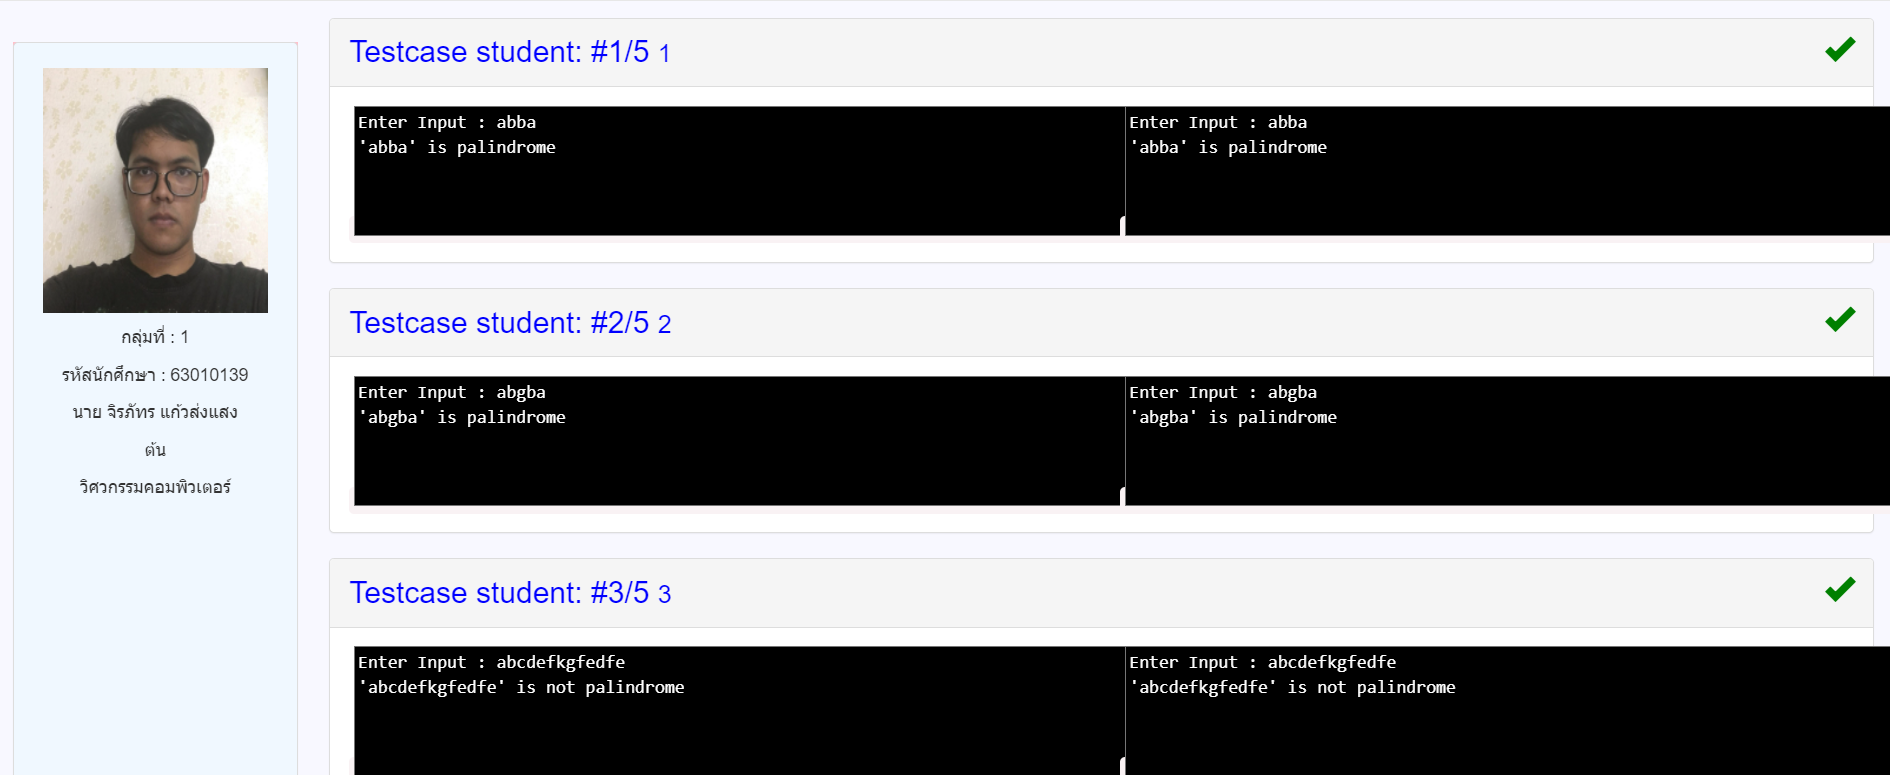 กลุ่มที่ : 1
รหัสนักศึกษา : 63010139
นาย จิรภัทร แก้วส่งแสง
ต้น
วิศวกรรมคอมพิวเตอร์
Testcase student: #1/5 1
Enter Input : abba
'abba' is palindrome
Enter Input : abba
'abba' is palindrome
Testcase student: #2/5 2
Enter Input : abgba
'abgba' is palindrome
Enter Input : abgba
'abgba' is palindrome
Testcase student: #3/5 3
Enter Input : abcdefkgfedfe
'abcdefkgfedfe' is not palindrome
Enter Input : abcdefkgfedfe
'abcdefkgfedfe' is not palindrome